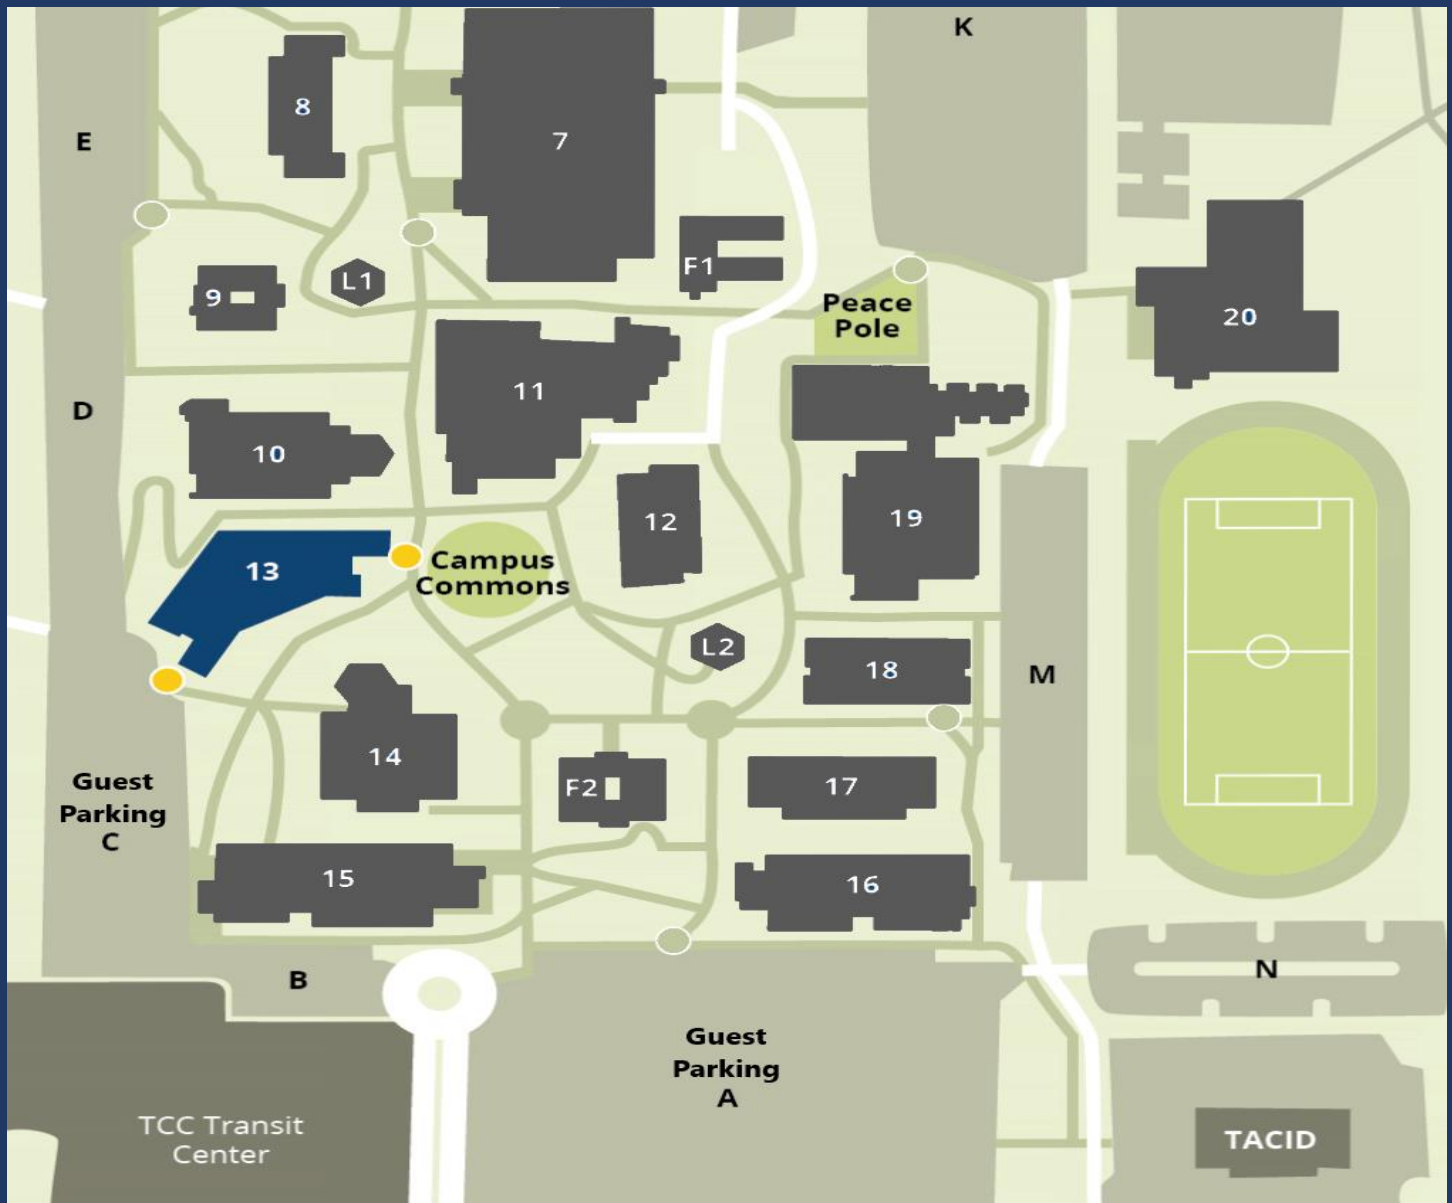 K
8
7
E
F1
L1
9
Peace
Pole
20
11
D
10
12
19
Campus
Commons
13
L2
18
M
14
Guest
Parking
C
F2
17
15
16
N
B
Guest
Parking
A
TCC Transit
Center
TACID